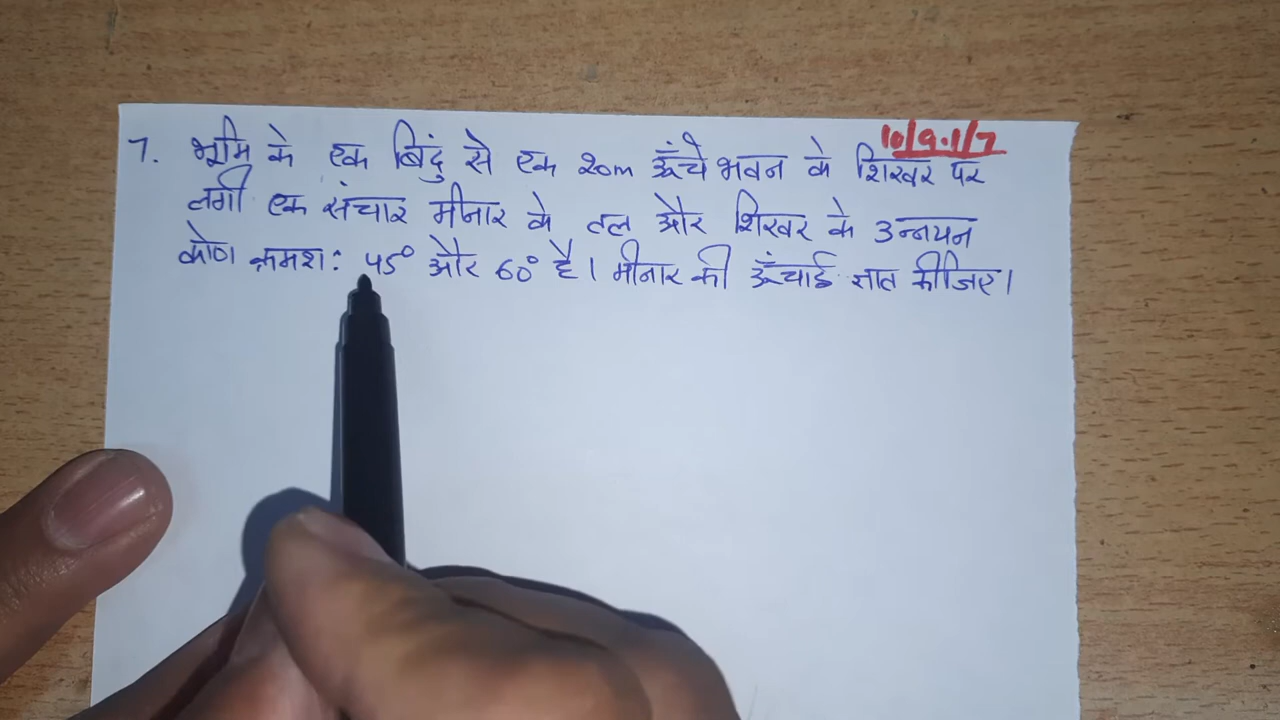 10/9.1/7
7. भूमि के एक बिंदु से एक 20m ऊँचे भवन के शिखर पर
लगी एक संचार मीनार के तल और शिखर के उन्नयन
कोण क्रमश: 45° और 60° है। मीनार की ऊँचाई ज्ञात कीजिए।